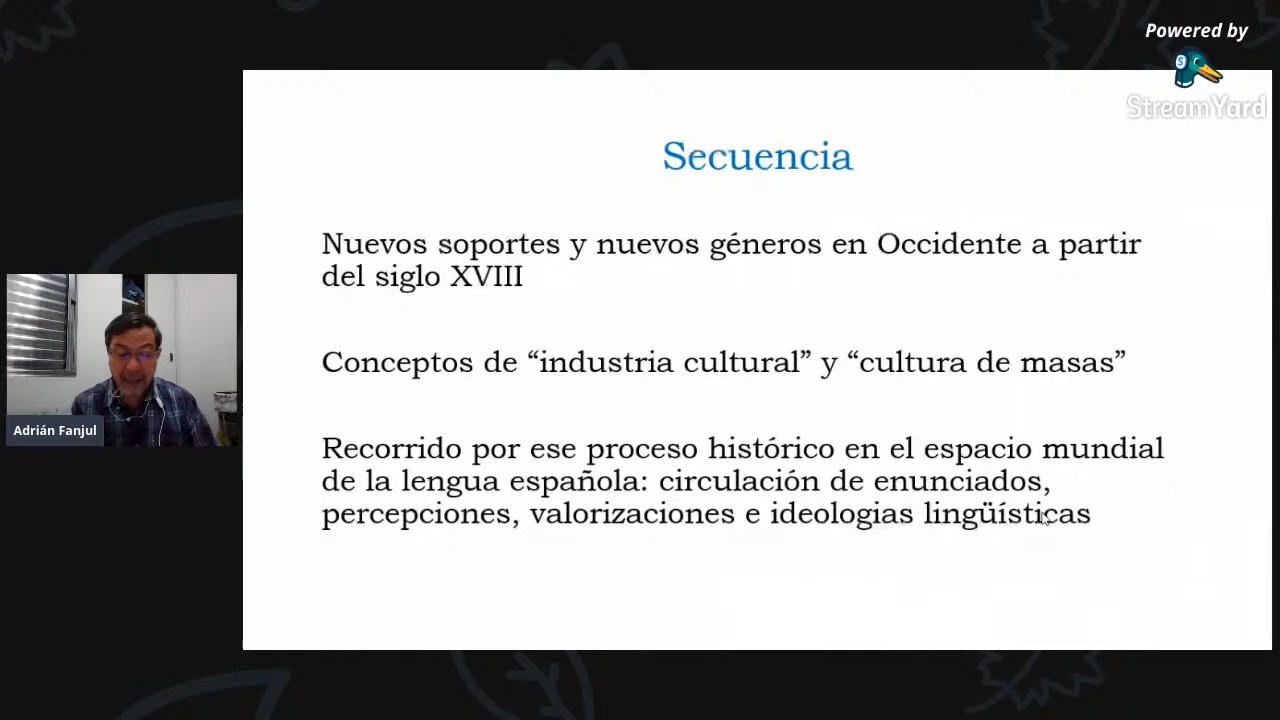 Powered by
StreamYard
Secuencia
Nuevos soportes y nuevos géneros en Occidente a partir
del siglo XVIII
Conceptos de “industria cultural” y “cultura de masas”
Recorrido por ese proceso histórico en el espacio mundial
de la lengua española: circulación de enunciados,
percepciones, valorizaciones e ideologias lingüísticas
Adrián Fanjul